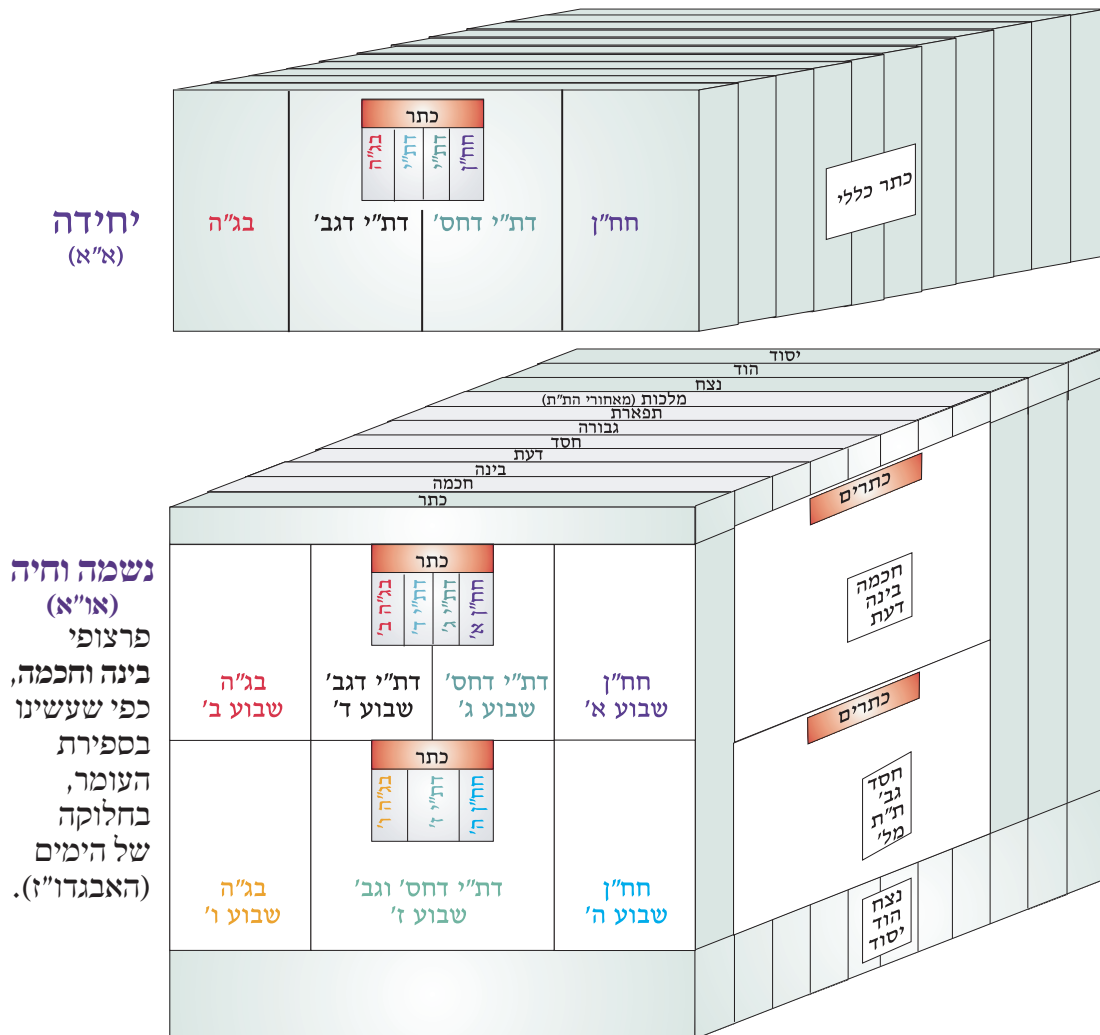 כתר
חח"ן
דת"י
דת"י
בג"ה
חח"ן
דת"י דחס'
דת"י דגב'
בג"ה
כתר כללי
יחידה
(א"א)
יסוד
הוד
נצח
מלכות (מאחורי הת"ת)
תפארת
גבורה
חסד
דעת
בינה
חכמה
כתר
כתר
חח"ן א'
דת"י ג'
דת"י ד'
בג"ה ב'
חח"ן
שבוע א'
דת"י דחס'
שבוע ג'
דת"י דגב'
שבוע ד'
בג"ה
שבוע ב'
כתר
חח"ן ה'
דת"י ז'
בג"ה ו'
חח"ן
שבוע ה'
דת"י דחס' וגב'
שבוע ז'
בג"ה
שבוע ו'
כתרים
חכמה
בינה
דעת
כתרים
חסד
גב'
ת"ת
מל'
נצח
הוד
יסוד
נשמה וחיה
(או"א)
פרצופי
בינה וחכמה,
כפי שעשינו
בספירת
העומר,
בחלוקה
של הימים
(האבגדו"ז).